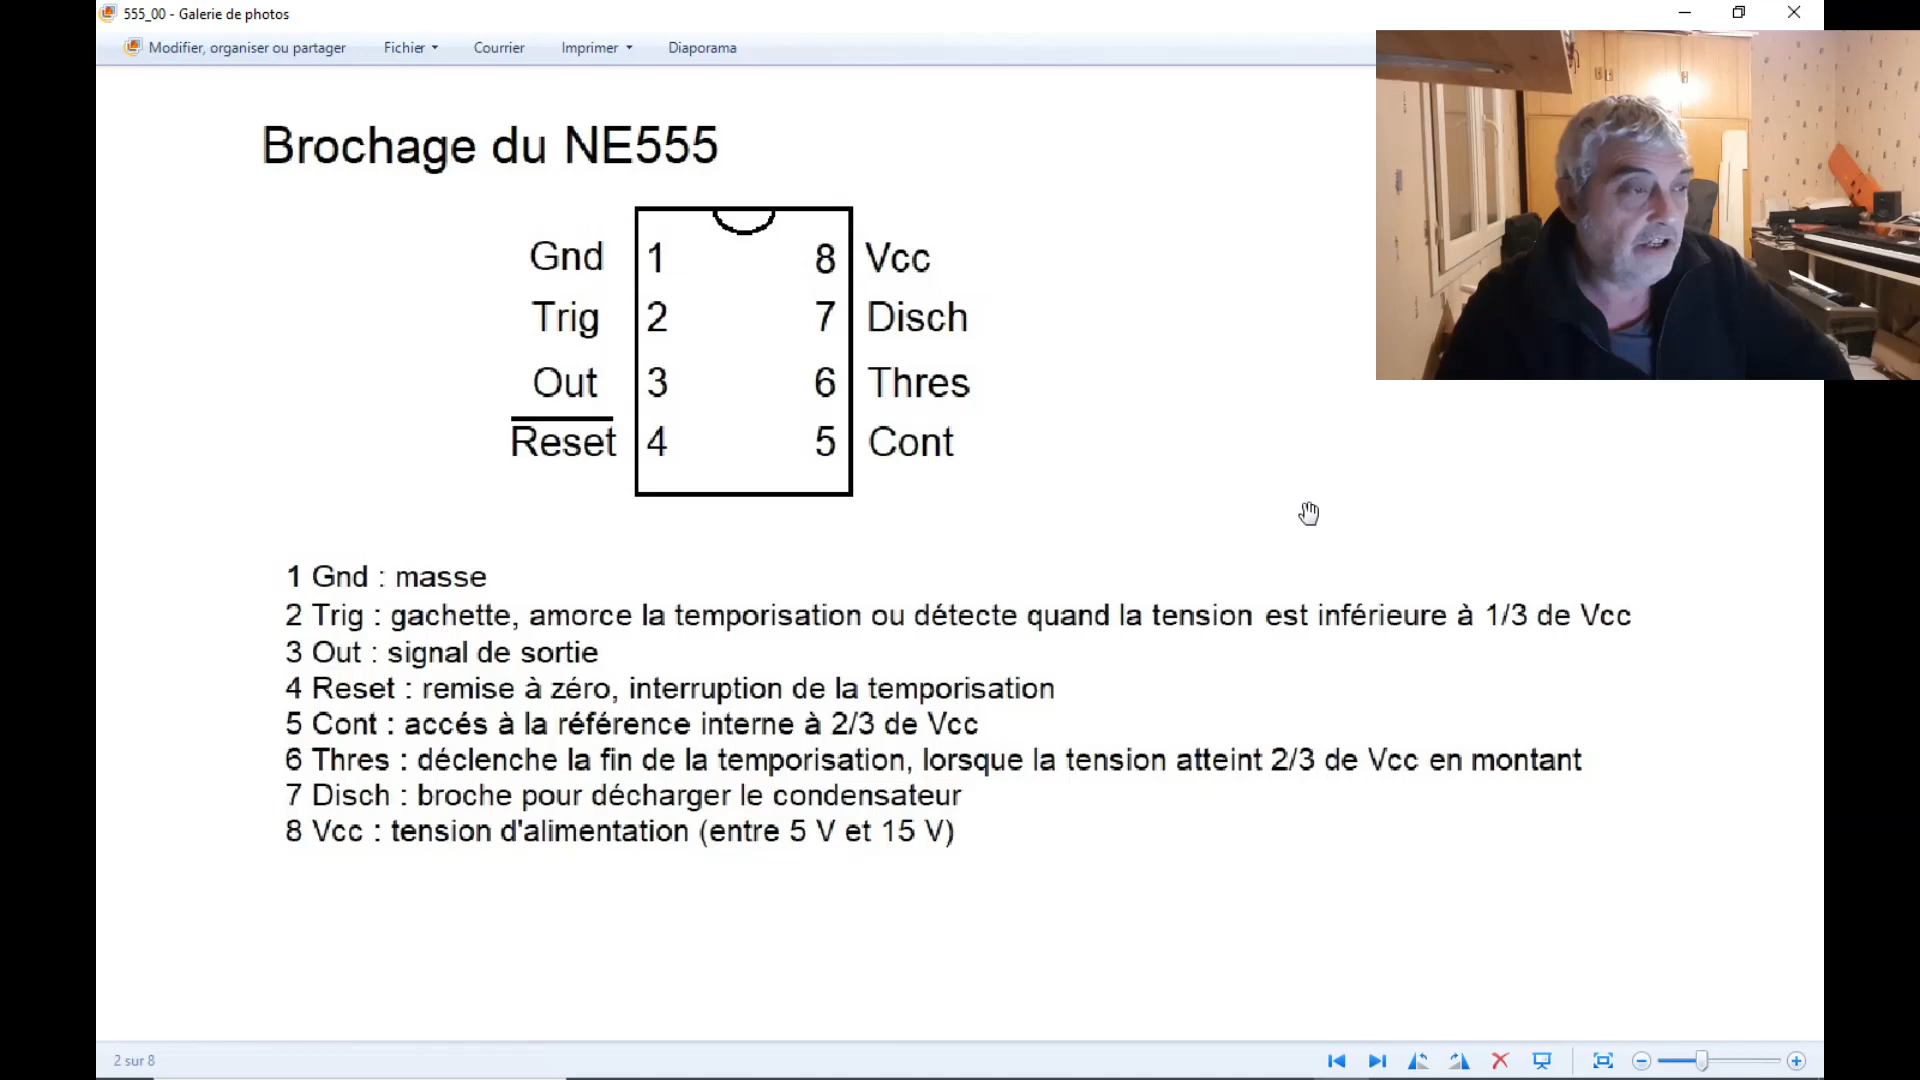 555_00 - Galerie de photos
Modifier, organiser ou partager Fichier Courrier Imprimer Diaporama
Brochage du NE555
Gnd 1 8 Vcc
Trig 2 7 Disch
Out 3 6 Thres
Reset 4 5 Cont
1 Gnd : masse
2 Trig : gachette, amorce la temporisation ou détecte quand la tension est inférieure à 1/3 de Vcc
3 Out : signal de sortie
4 Reset : remise à zéro, interruption de la temporisation
5 Cont : accés à la référence interne à 2/3 de Vcc
6 Thres : déclenche la fin de la temporisation, lorsque la tension atteint 2/3 de Vcc en montant
7 Disch : broche pour décharger le condensateur
8 Vcc : tension d'alimentation (entre 5 V et 15 V)
2 sur 8